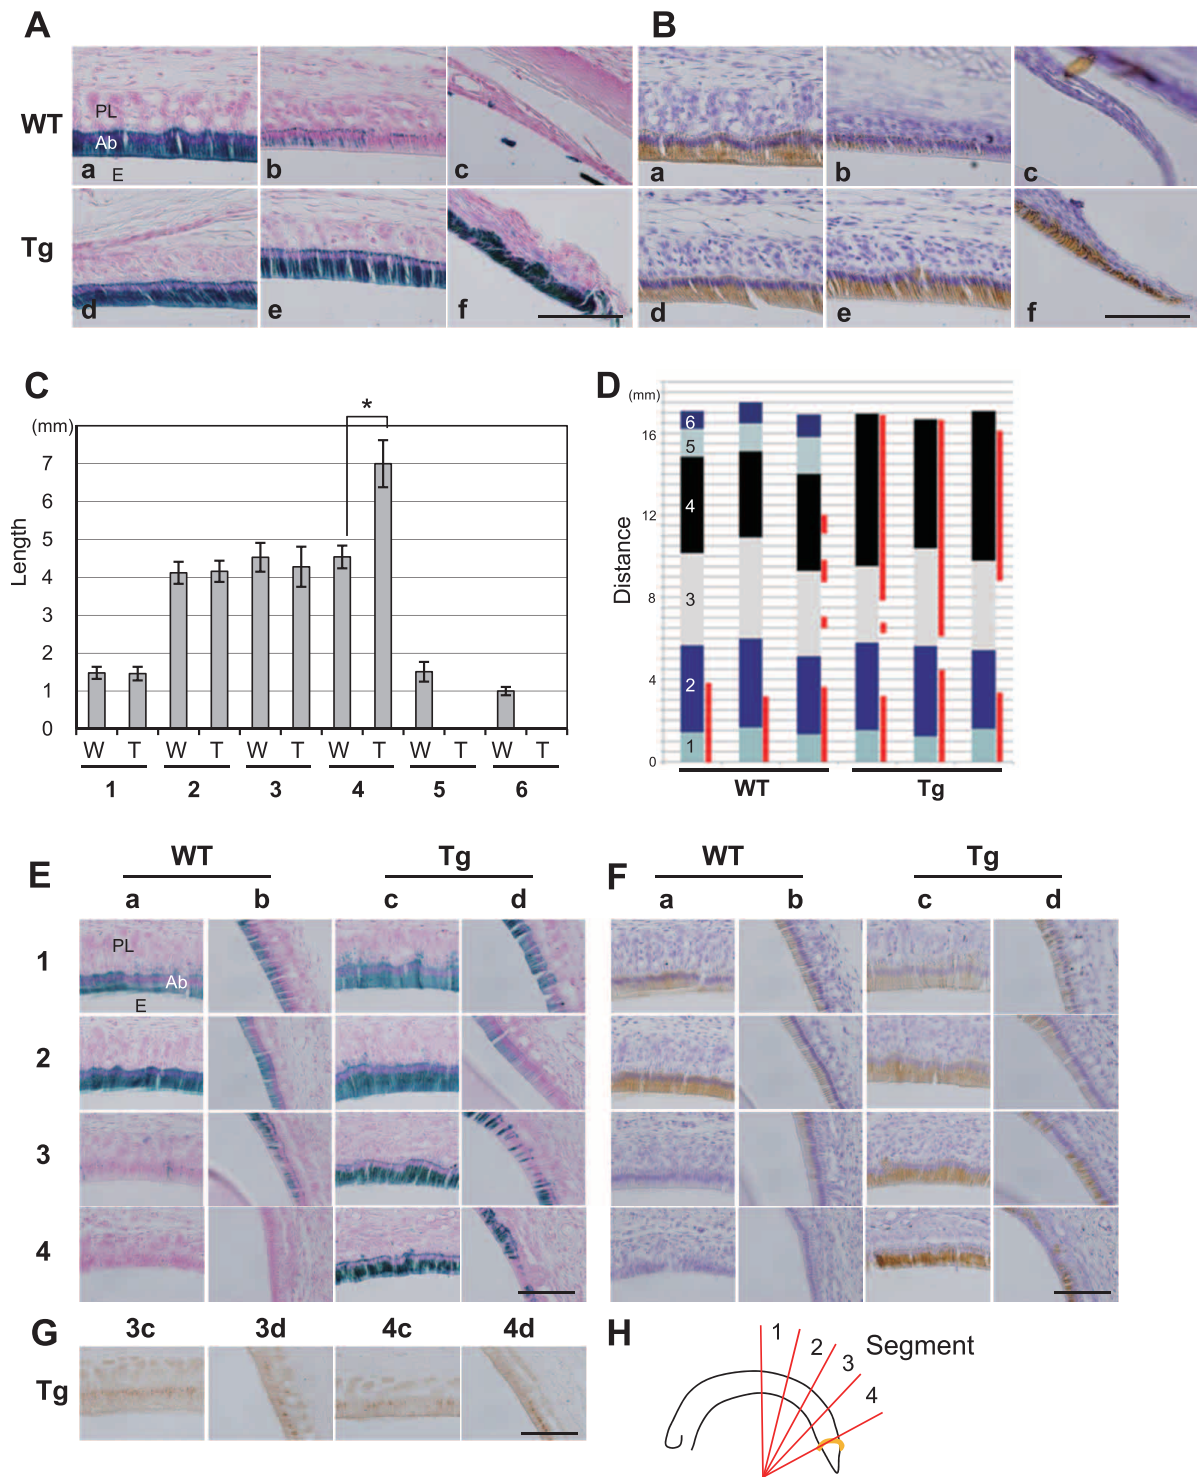 A
B
WT
PL
Ab
a
E
b
c
a
b
c
Tg
d
e
f
d
e
f
C
(mm)
Length
7
6
5
4
3
2
1
0
*
W T W T W T W T W T W T
1 2 3 4 5 6
D
(mm)
Distance
16
12
8
4
0
6
5
4
3
2
1
WT Tg
E
WT Tg
a b c d
1
PL
Ab
E
2
3
4
F
WT Tg
a b c d
G
3c 3d 4c 4d
Tg
H
1
2
3
4
Segment